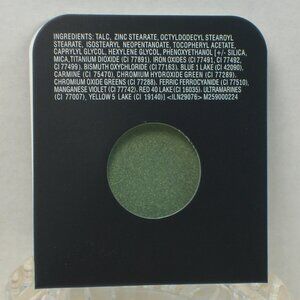 INGREDIENTS: TALC, ZINC STEARATE, OCTYLDODECYL STEAROYL
STEARATE, ISOSTEARYL NEOPENTANOATE, TOCOPHERYL ACETATE,
CAPRYLYL GLYCOL, HEXYLENE GLYCOL, PHENOXYETHANOL [+/- SILICA,
MICA, TITANIUM DIOXIDE (CI 77891), IRON OXIDES (CI 77491, CI 77492,
CI 77499), BISMUTH OXYCHLORIDE (CI 77163), BLUE 1 LAKE (CI 42090),
CARMINE (CI 75470), CHROMIUM HYDROXIDE GREEN (CI 77289),
CHROMIUM OXIDE GREENS (CI 77288), FERRIC FERROCYANIDE (CI 77510),
MANGANESE VIOLET (CI 77742), RED 40 LAKE (CI 16035), ULTRAMARINES
(CI 77007), YELLOW 5 LAKE (CI 19140)] <ILN29076> M259000224